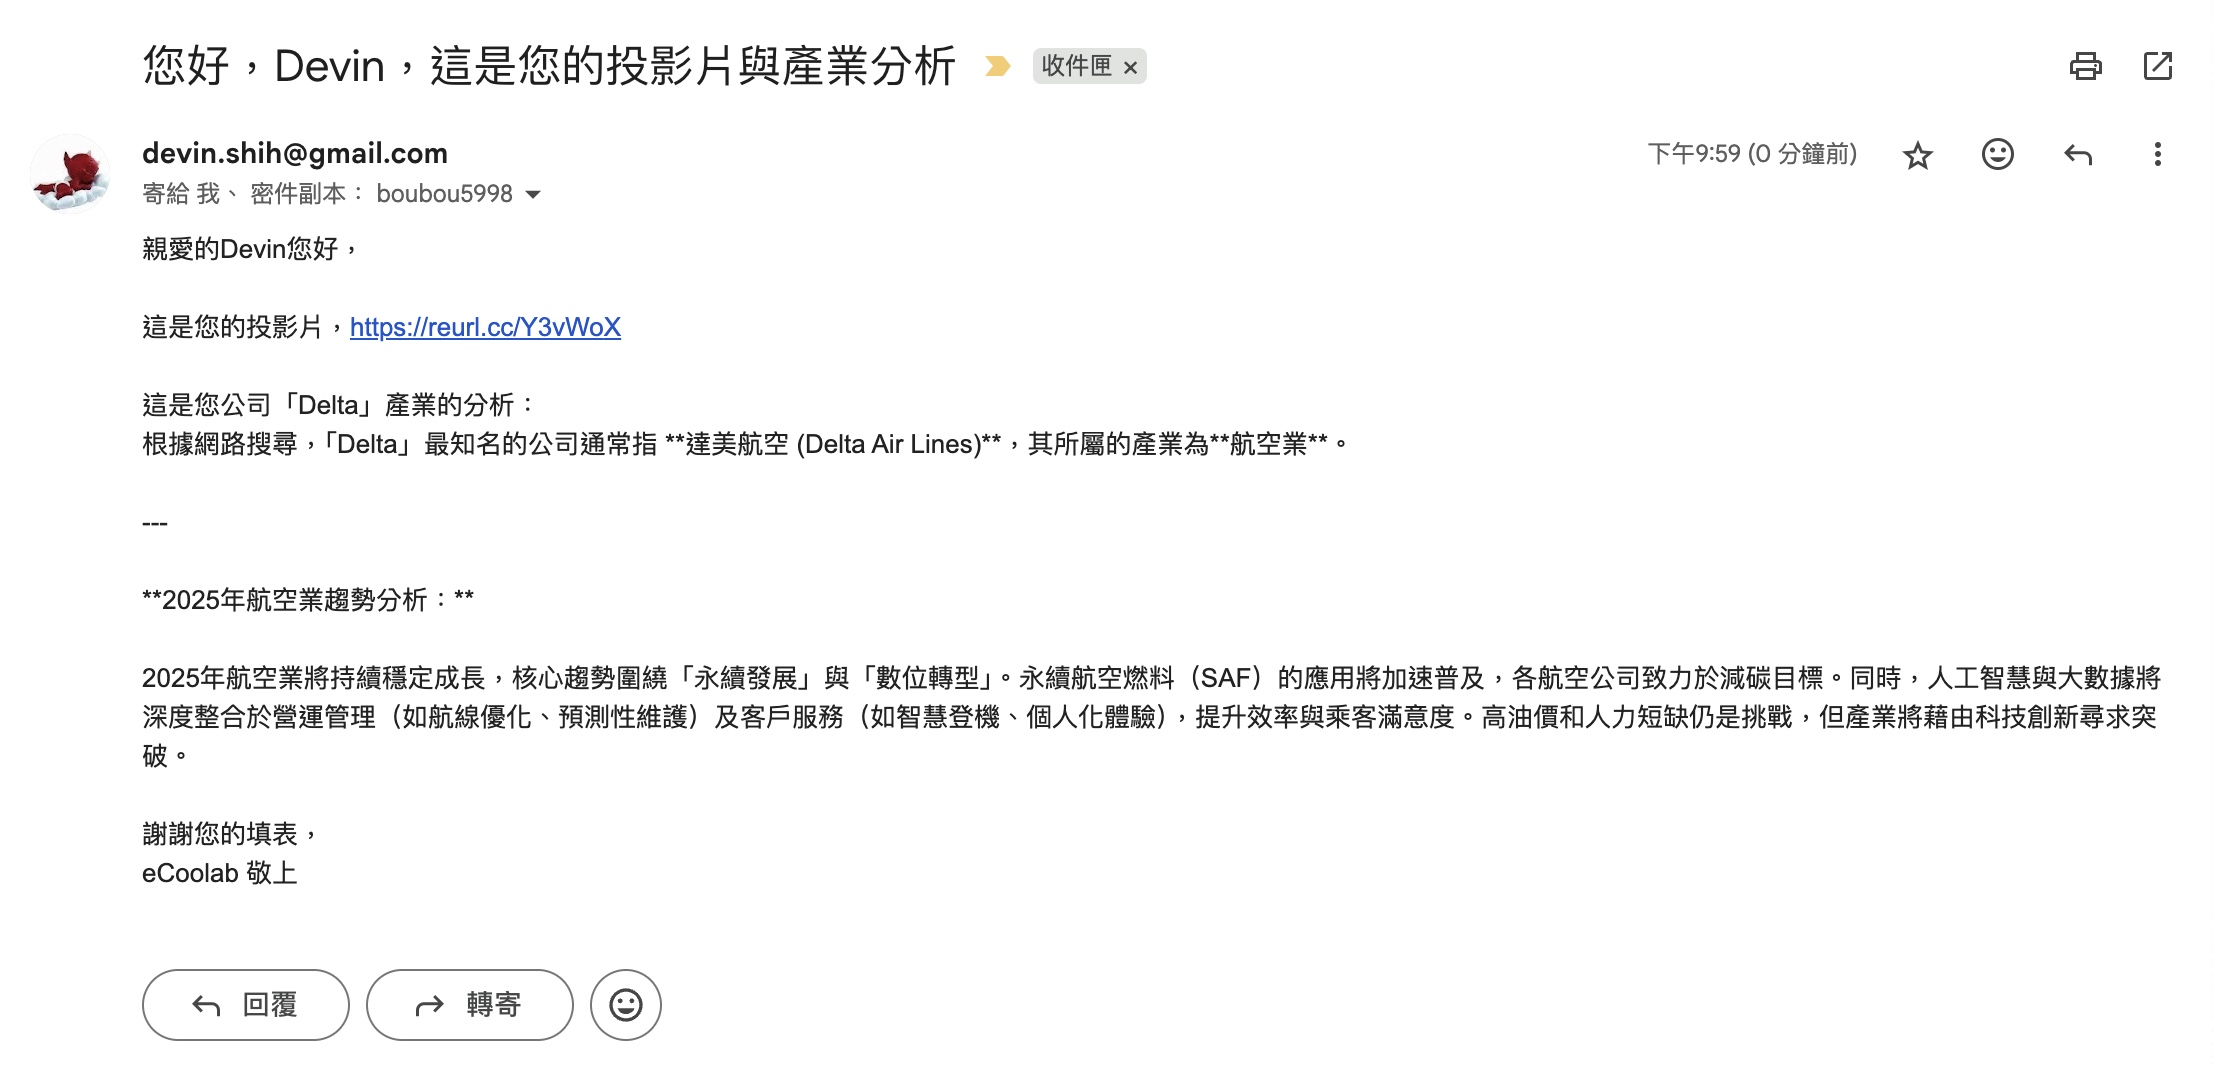 您好，Devin，這是您的投影片與產業分析 收件匣 ×
devin.shih@gmail.com 下午9:59 (0 分鐘前)
寄給 我、 密件副本： boubou5998
親愛的Devin您好，
這是您的投影片，https://reurl.cc/Y3vWoX
這是您公司「Delta」產業的分析：
根據網路搜尋，「Delta」最知名的公司通常指 **達美航空 (Delta Air Lines)**，其所屬的產業為**航空業**。
---
**2025年航空業趨勢分析：**
2025年航空業將持續穩定成長，核心趨勢圍繞「永續發展」與「數位轉型」。永續航空燃料（SAF）的應用將加速普及，各航空公司致力於減碳目標。同時，人工智慧與大數據將
深度整合於營運管理（如航線優化、預測性維護）及客戶服務（如智慧登機、個人化體驗），提升效率與乘客滿意度。高油價和人力短缺仍是挑戰，但產業將藉由科技創新尋求突
破。
謝謝您的填表，
eCoolab 敬上
回覆 轉寄